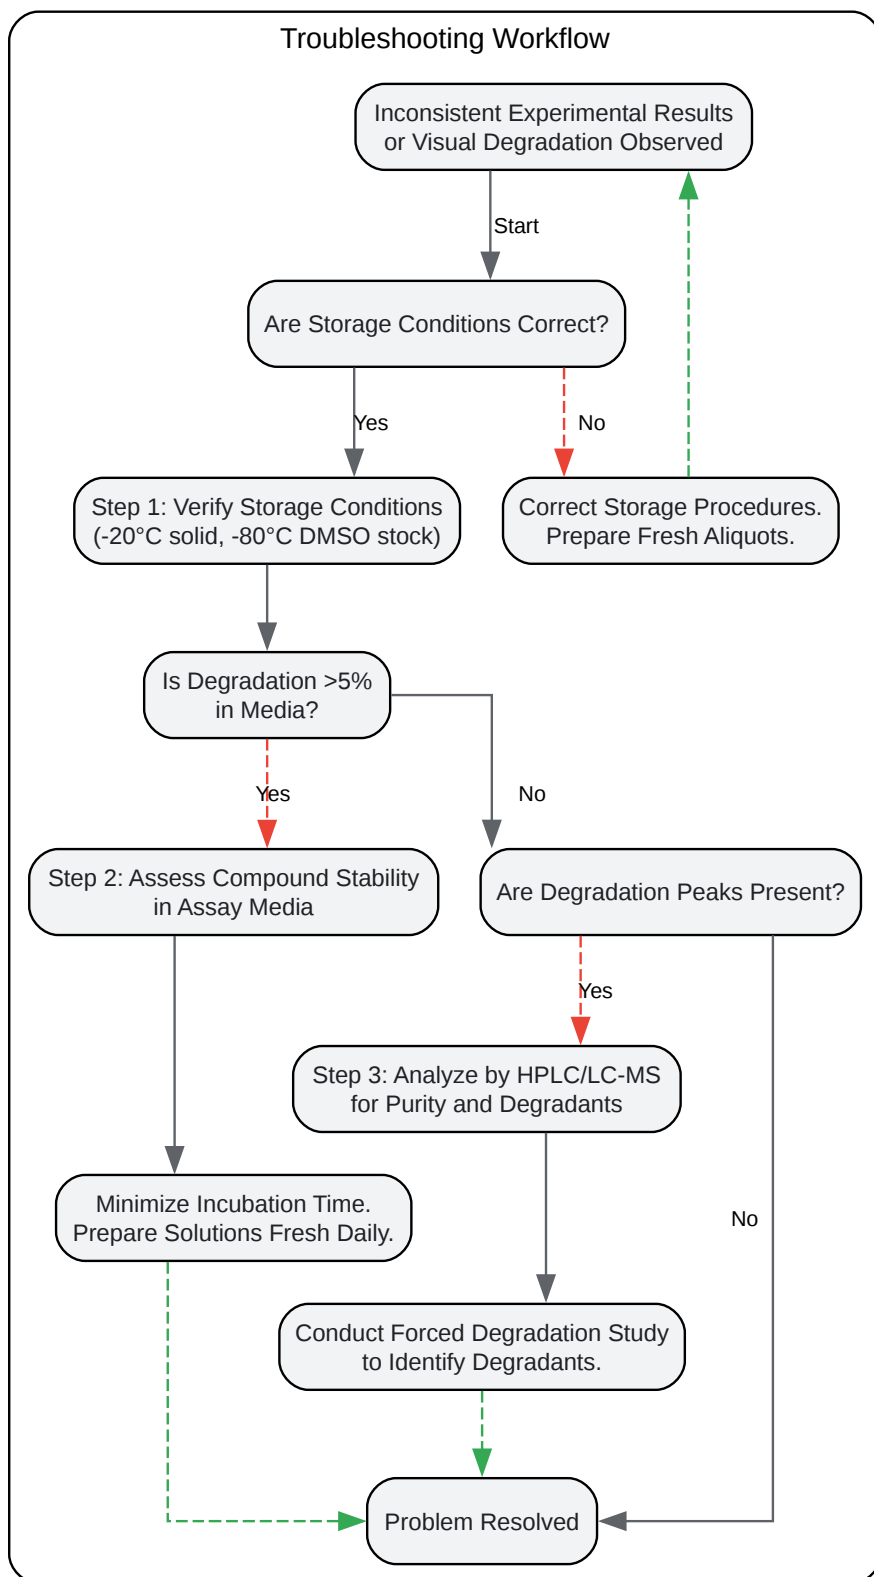 Troubleshooting Workflow
Inconsistent Experimental Results
or Visual Degradation Observed
Start
Are Storage Conditions Correct?
Yes
No
Step 1: Verify Storage Conditions
(-20°C solid, -80°C DMSO stock)
Correct Storage Procedures.
Prepare Fresh Aliquots.
Is Degradation >5%
in Media?
Yes
No
Step 2: Assess Compound Stability
in Assay Media
Are Degradation Peaks Present?
Yes
Step 3: Analyze by HPLC/LC-MS
for Purity and Degradants
Minimize Incubation Time.
Prepare Solutions Fresh Daily.
No
Conduct Forced Degradation Study
to Identify Degradants.
Problem Resolved